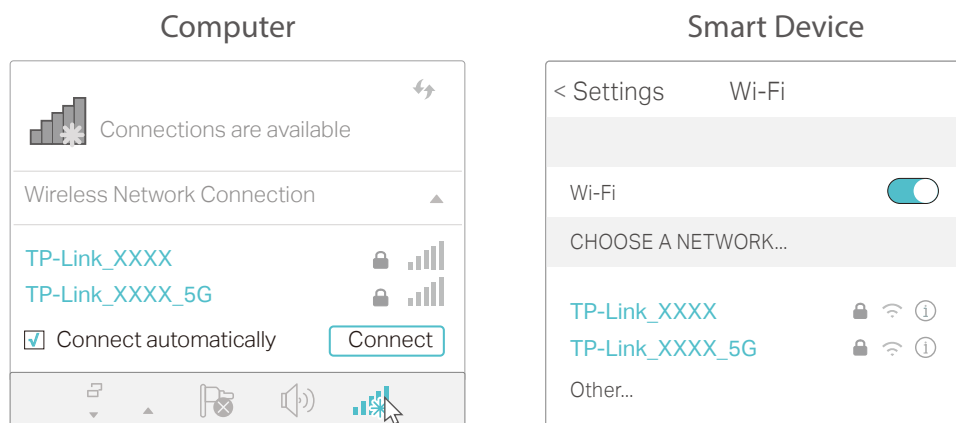 Computer
Connections are available
Wireless Network Connection
TP-Link_XXXX
TP-Link_XXXX_5G
Connect automatically
Connect
Smart Device
< Settings Wi-Fi
Wi-Fi
CHOOSE A NETWORK...
TP-Link_XXXX
TP-Link_XXXX_5G
Other...